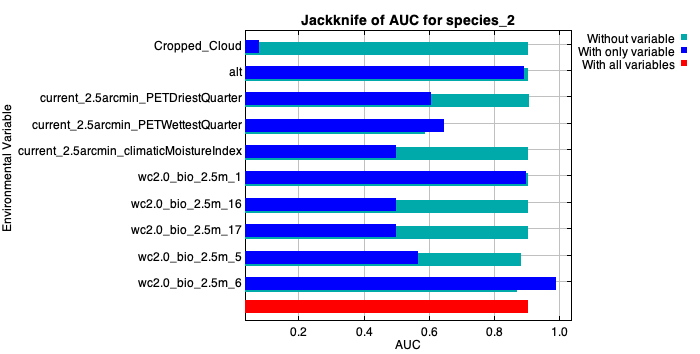 Jackknife of AUC for species_2
Without variable
With only variable
With all variables
Environmental Variable
Cropped_Cloud
alt
current_2.5arcmin_PETDriestQuarter
current_2.5arcmin_PETWettestQuarter
current_2.5arcmin_climaticMoistureIndex
wc2.0_bio_2.5m_1
wc2.0_bio_2.5m_16
wc2.0_bio_2.5m_17
wc2.0_bio_2.5m_5
wc2.0_bio_2.5m_6
0.2 0.4 0.6 0.8 1.0
AUC